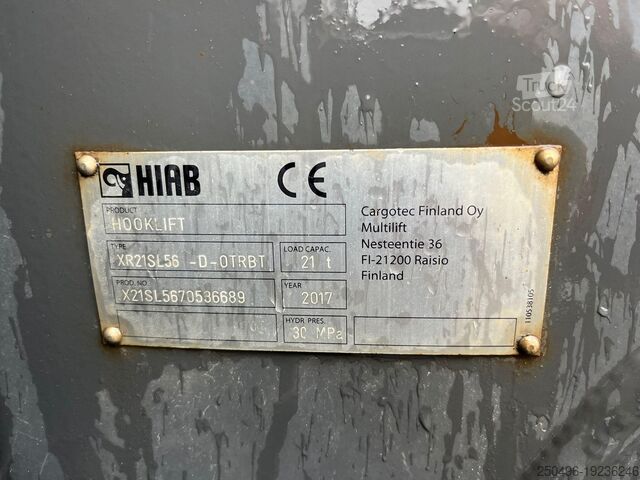 Truck
Scout24
HIAB CE
PRODUCT
HOOKLIFT
TYPE
XR21SL56 -D-OTRBT
LOAD CAPAC.
21 t
PROD. NO
X21SL5670536689
YEAR
2017
HYDR. PRES.
30 MPa
Cargotec Finland Oy
Multilift
Nesteentie 36
FI-21200 Raisio
Finland
110538105
250496-19236246